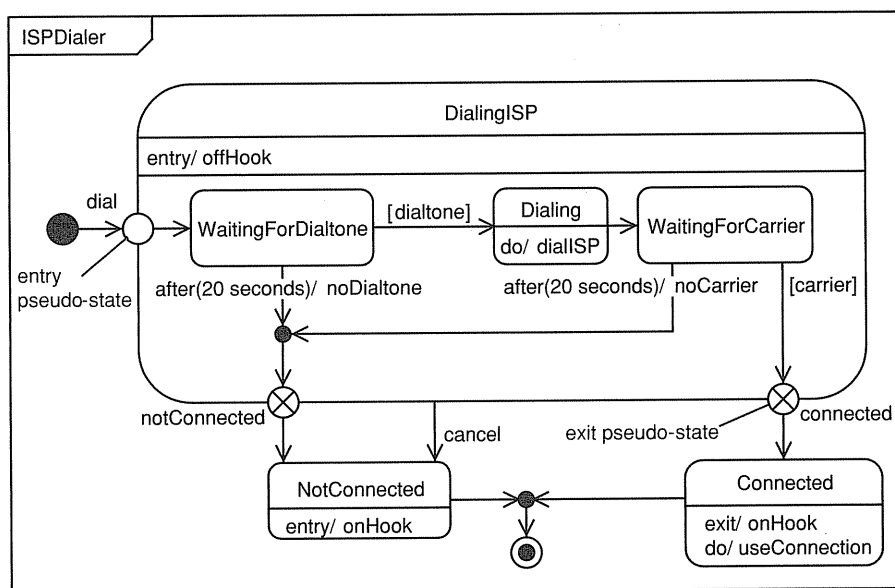 ISPDialer
DialingISP
entry/ offHook
dial
WaitingForDialtone
[dialtone]
Dialing
do/ dialISP
WaitingForCarrier
entry
pseudo-state
after(20 seconds)/ noDialtone
after(20 seconds)/ noCarrier
[carrier]
notConnected
cancel
exit pseudo-state
connected
NotConnected
entry/ onHook
Connected
exit/ onHook
do/ useConnection